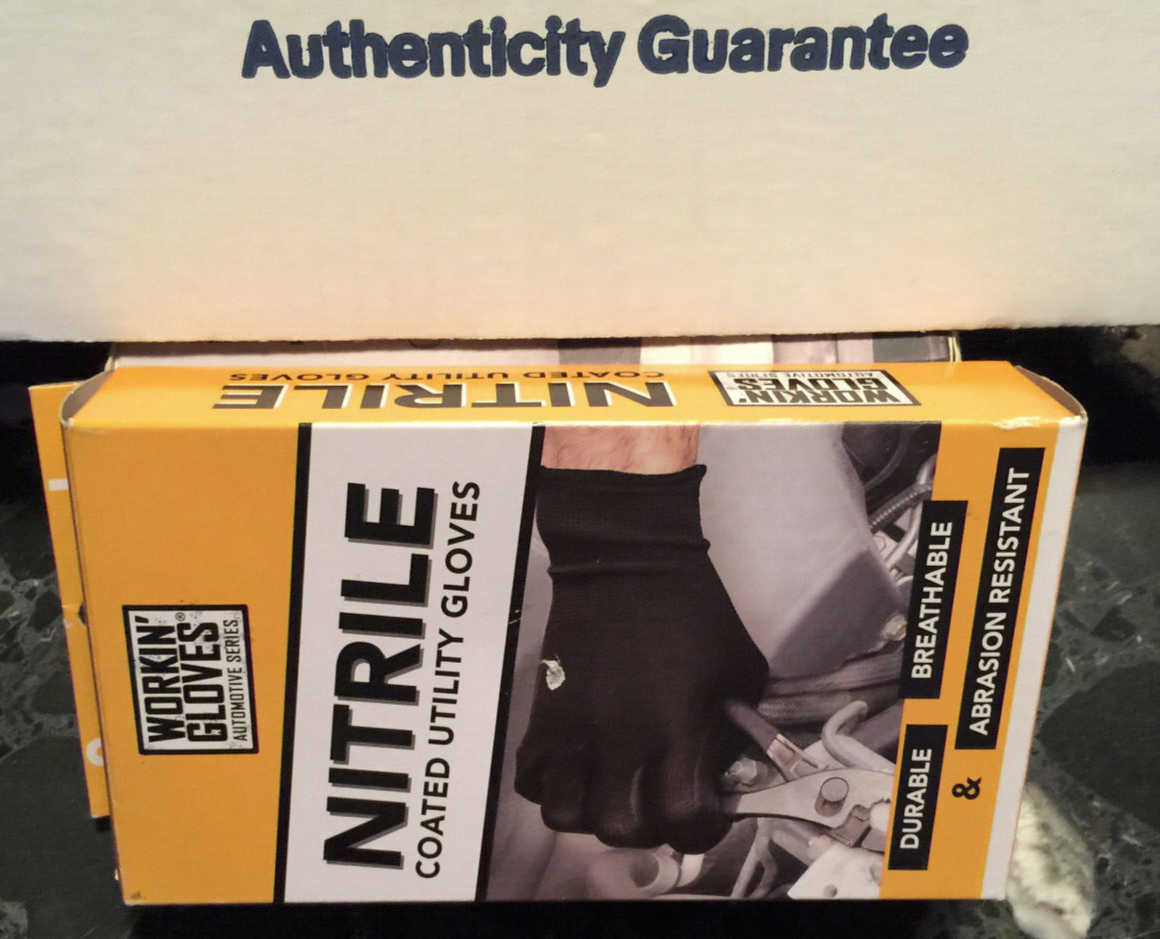 Authenticity Guarantee
NITRILE
COATED UTILITY GLOVES
WORKIN'
GLOVES
AUTOMOTIVE SERIES
WORKIN'
GLOVES®
AUTOMOTIVE SERIES
NITRILE
COATED UTILITY GLOVES
DURABLE
BREATHABLE
& ABRASION RESISTANT